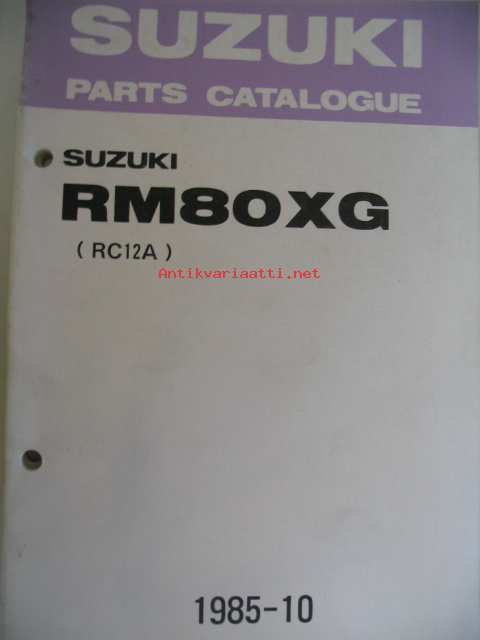 SUZUKI
PARTS CATALOGUE
SUZUKI
RM80XG
( RC12A )
Antikvariaatti.net
1985-10